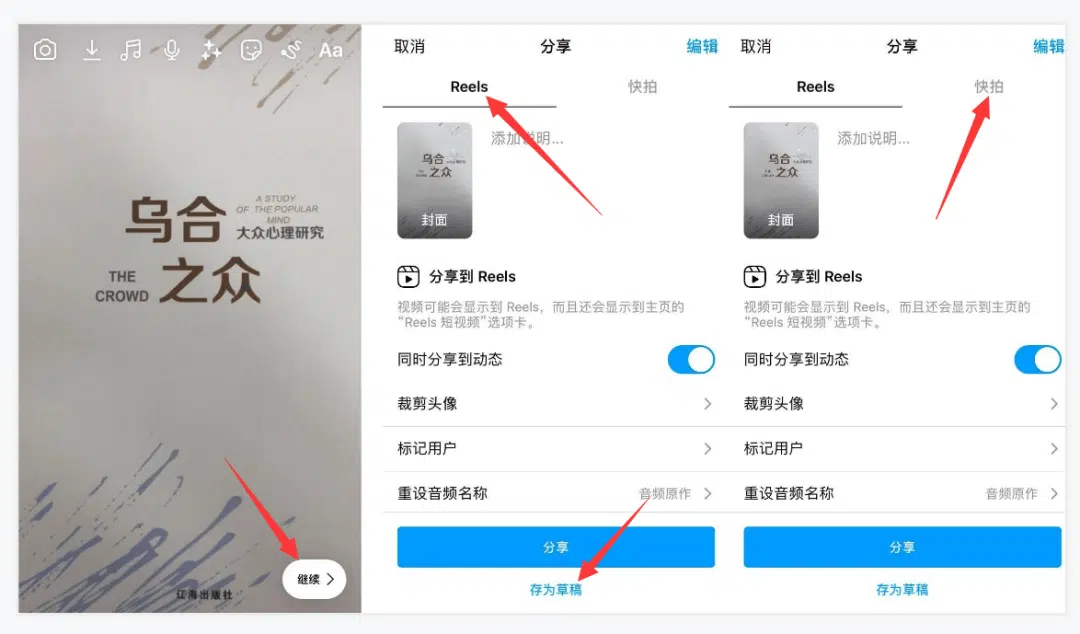 Aa
乌合
之众
A STUDY
OF THE POPULAR
MIND
大众心理研究
THE
CROWD
继续
辽海出版社
取消
分享
编辑
Reels
快拍
添加说明...
乌合
之众
封面
分享到 Reels
视频可能会显示到 Reels，而且还会显示到主页的
“Reels 短视频”选项卡。
同时分享到动态
裁剪头像
标记用户
重设音频名称
音频原作
分享
存为草稿
取消
分享
编辑
Reels
快拍
添加说明...
乌合
之众
封面
分享到 Reels
视频可能会显示到 Reels，而且还会显示到主页的
“Reels 短视频”选项卡。
同时分享到动态
裁剪头像
标记用户
重设音频名称
音频原作
分享
存为草稿